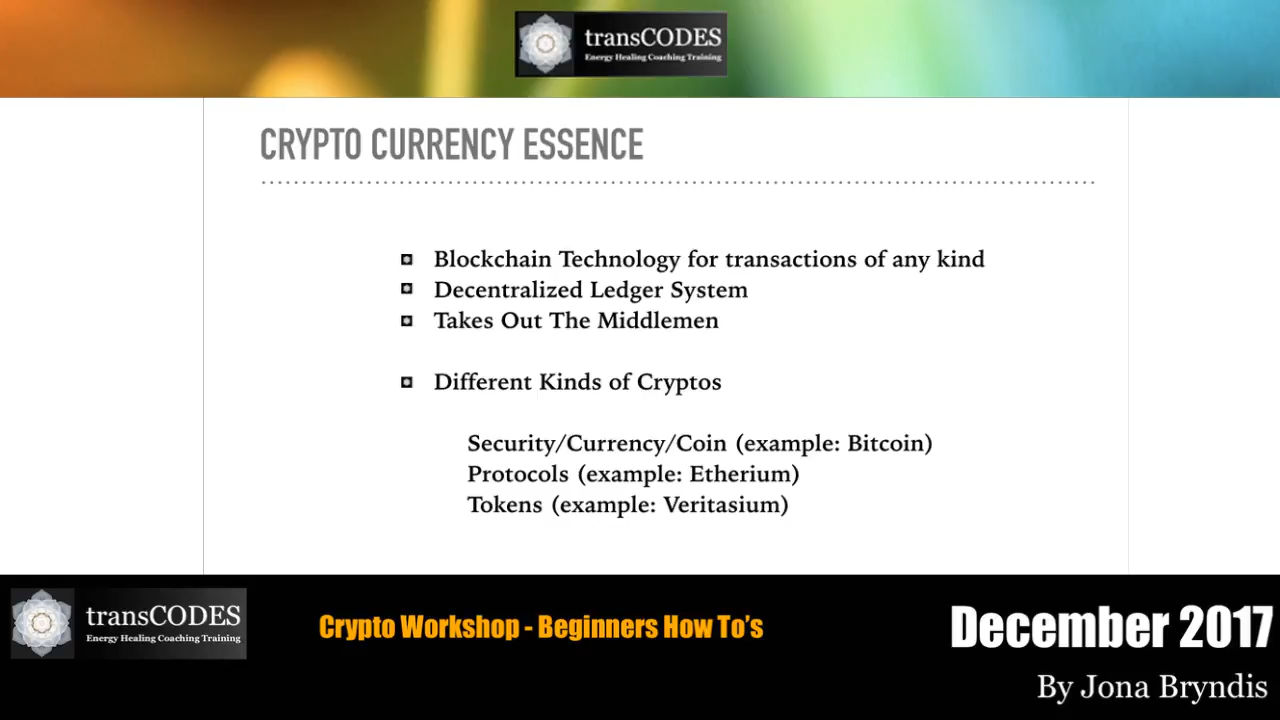 transCODES
Energy Healing Coaching Training
CRYPTO CURRENCY ESSENCE
Blockchain Technology for transactions of any kind
Decentralized Ledger System
Takes Out The Middlemen
Different Kinds of Cryptos
Security/Currency/Coin (example: Bitcoin)
Protocols (example: Etherium)
Tokens (example: Veritasium)
transCODES
Energy Healing Coaching Training
Crypto Workshop - Beginners How To's
December 2017
By Jona Bryndis